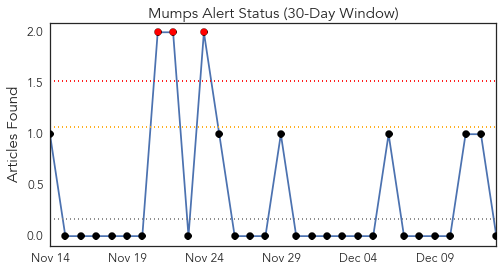 Mumps Alert Status (30-Day Window)
Articles Found
2.0
1.5
1.0
0.5
0.0
Nov 14 Nov 19 Nov 24 Nov 29 Dec 04 Dec 09